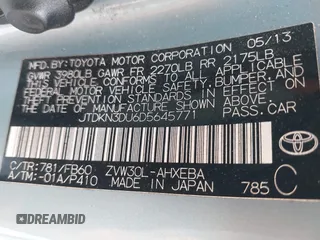 MFD. BY: TOYOTA MOTOR CORPORATION 05/13
GVWR 3980LB GAWR FR 2270LB RR 2175LB
THIS VEHICLE CONFORMS TO ALL APPLICABLE
FEDERAL MOTOR VEHICLE SAFETY, BUMPER, AND
THEFT PREVENTION STANDARDS IN EFFECT ON THE
DATE OF MANUFACTURE SHOWN ABOVE.
JTDKN3DU6D5645771
PASSENGER CAR
C/TR: 781/FB60 ZVW30L-AHXEBA
A/TM: -01A/P410 MADE IN JAPAN
785 C
TOYOTA
AUTOBIDMASTER